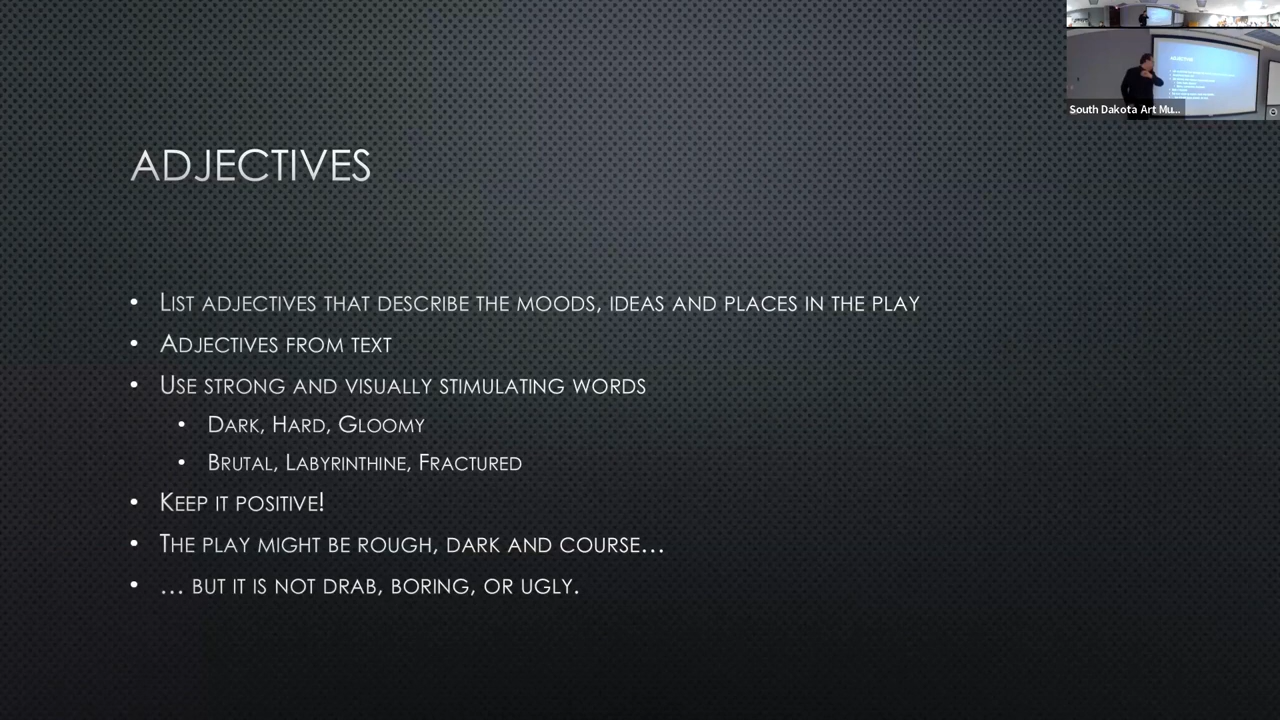 South Dakota Art Mu...
ADJECTIVES
• LIST ADJECTIVES THAT DESCRIBE THE MOODS, IDEAS AND PLACES IN THE PLAY
• ADJECTIVES FROM TEXT
• USE STRONG AND VISUALLY STIMULATING WORDS
• DARK, HARD, GLOOMY
• BRUTAL, LABYRINTHINE, FRACTURED
• KEEP IT POSITIVE!
• THE PLAY MIGHT BE ROUGH, DARK AND COURSE...
• ... BUT IT IS NOT DRAB, BORING, OR UGLY.